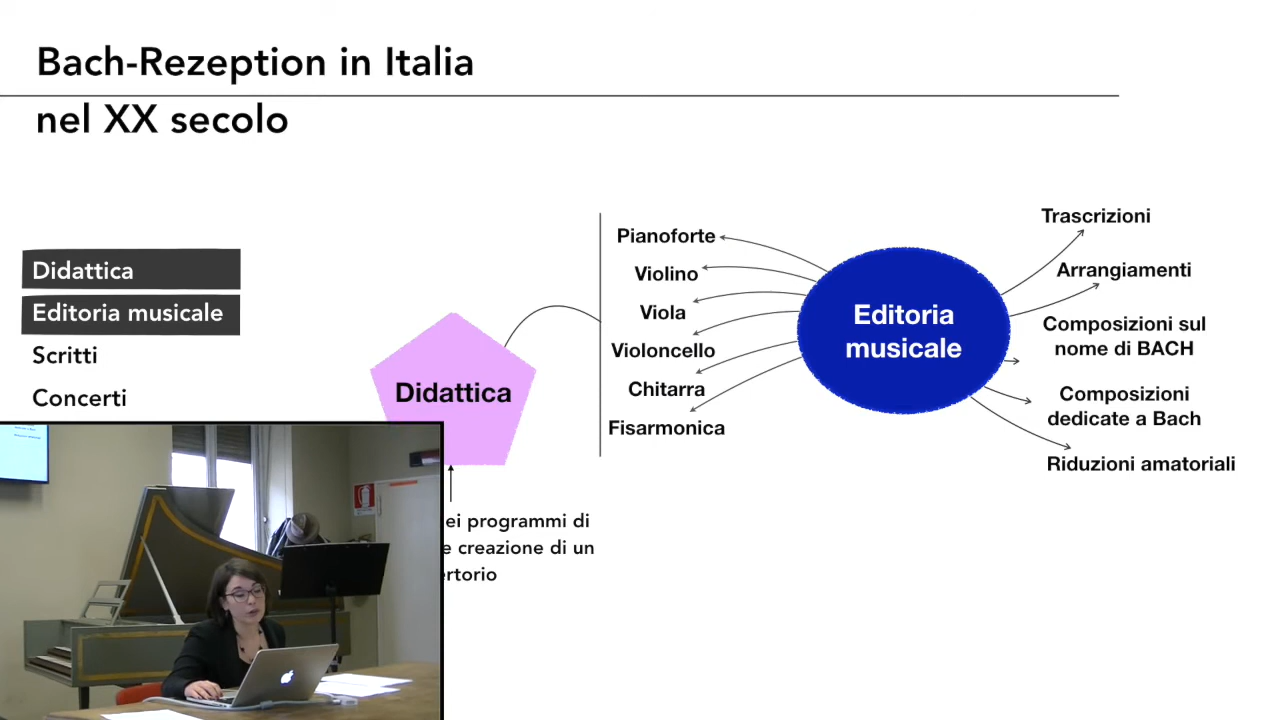 Bach-Rezeption in Italia
nel XX secolo
Didattica
Editoria musicale
Scritti
Concerti
Didattica
ei programmi di
e creazione di un
ertorio
Pianoforte
Violino
Viola
Violoncello
Chitarra
Fisarmonica
Editoria
musicale
Trascrizioni
Arrangiamenti
Composizioni sul
nome di BACH
Composizioni
dedicate a Bach
Riduzioni amatoriali